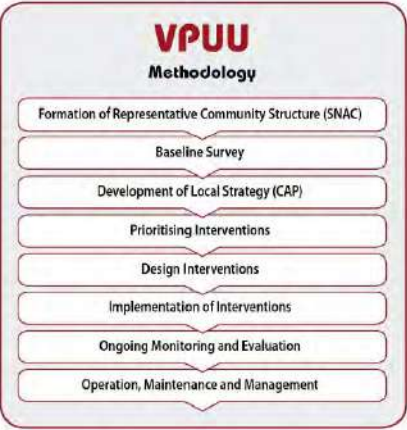 VPUU
Methodology
Formation of Representative Community Structure (SNAC)
Baseline Survey
Development of Local Strategy (CAP)
Prioritising Interventions
Design Interventions
Implementation of Interventions
Ongoing Monitoring and Evaluation
Operation, Maintenance and Management